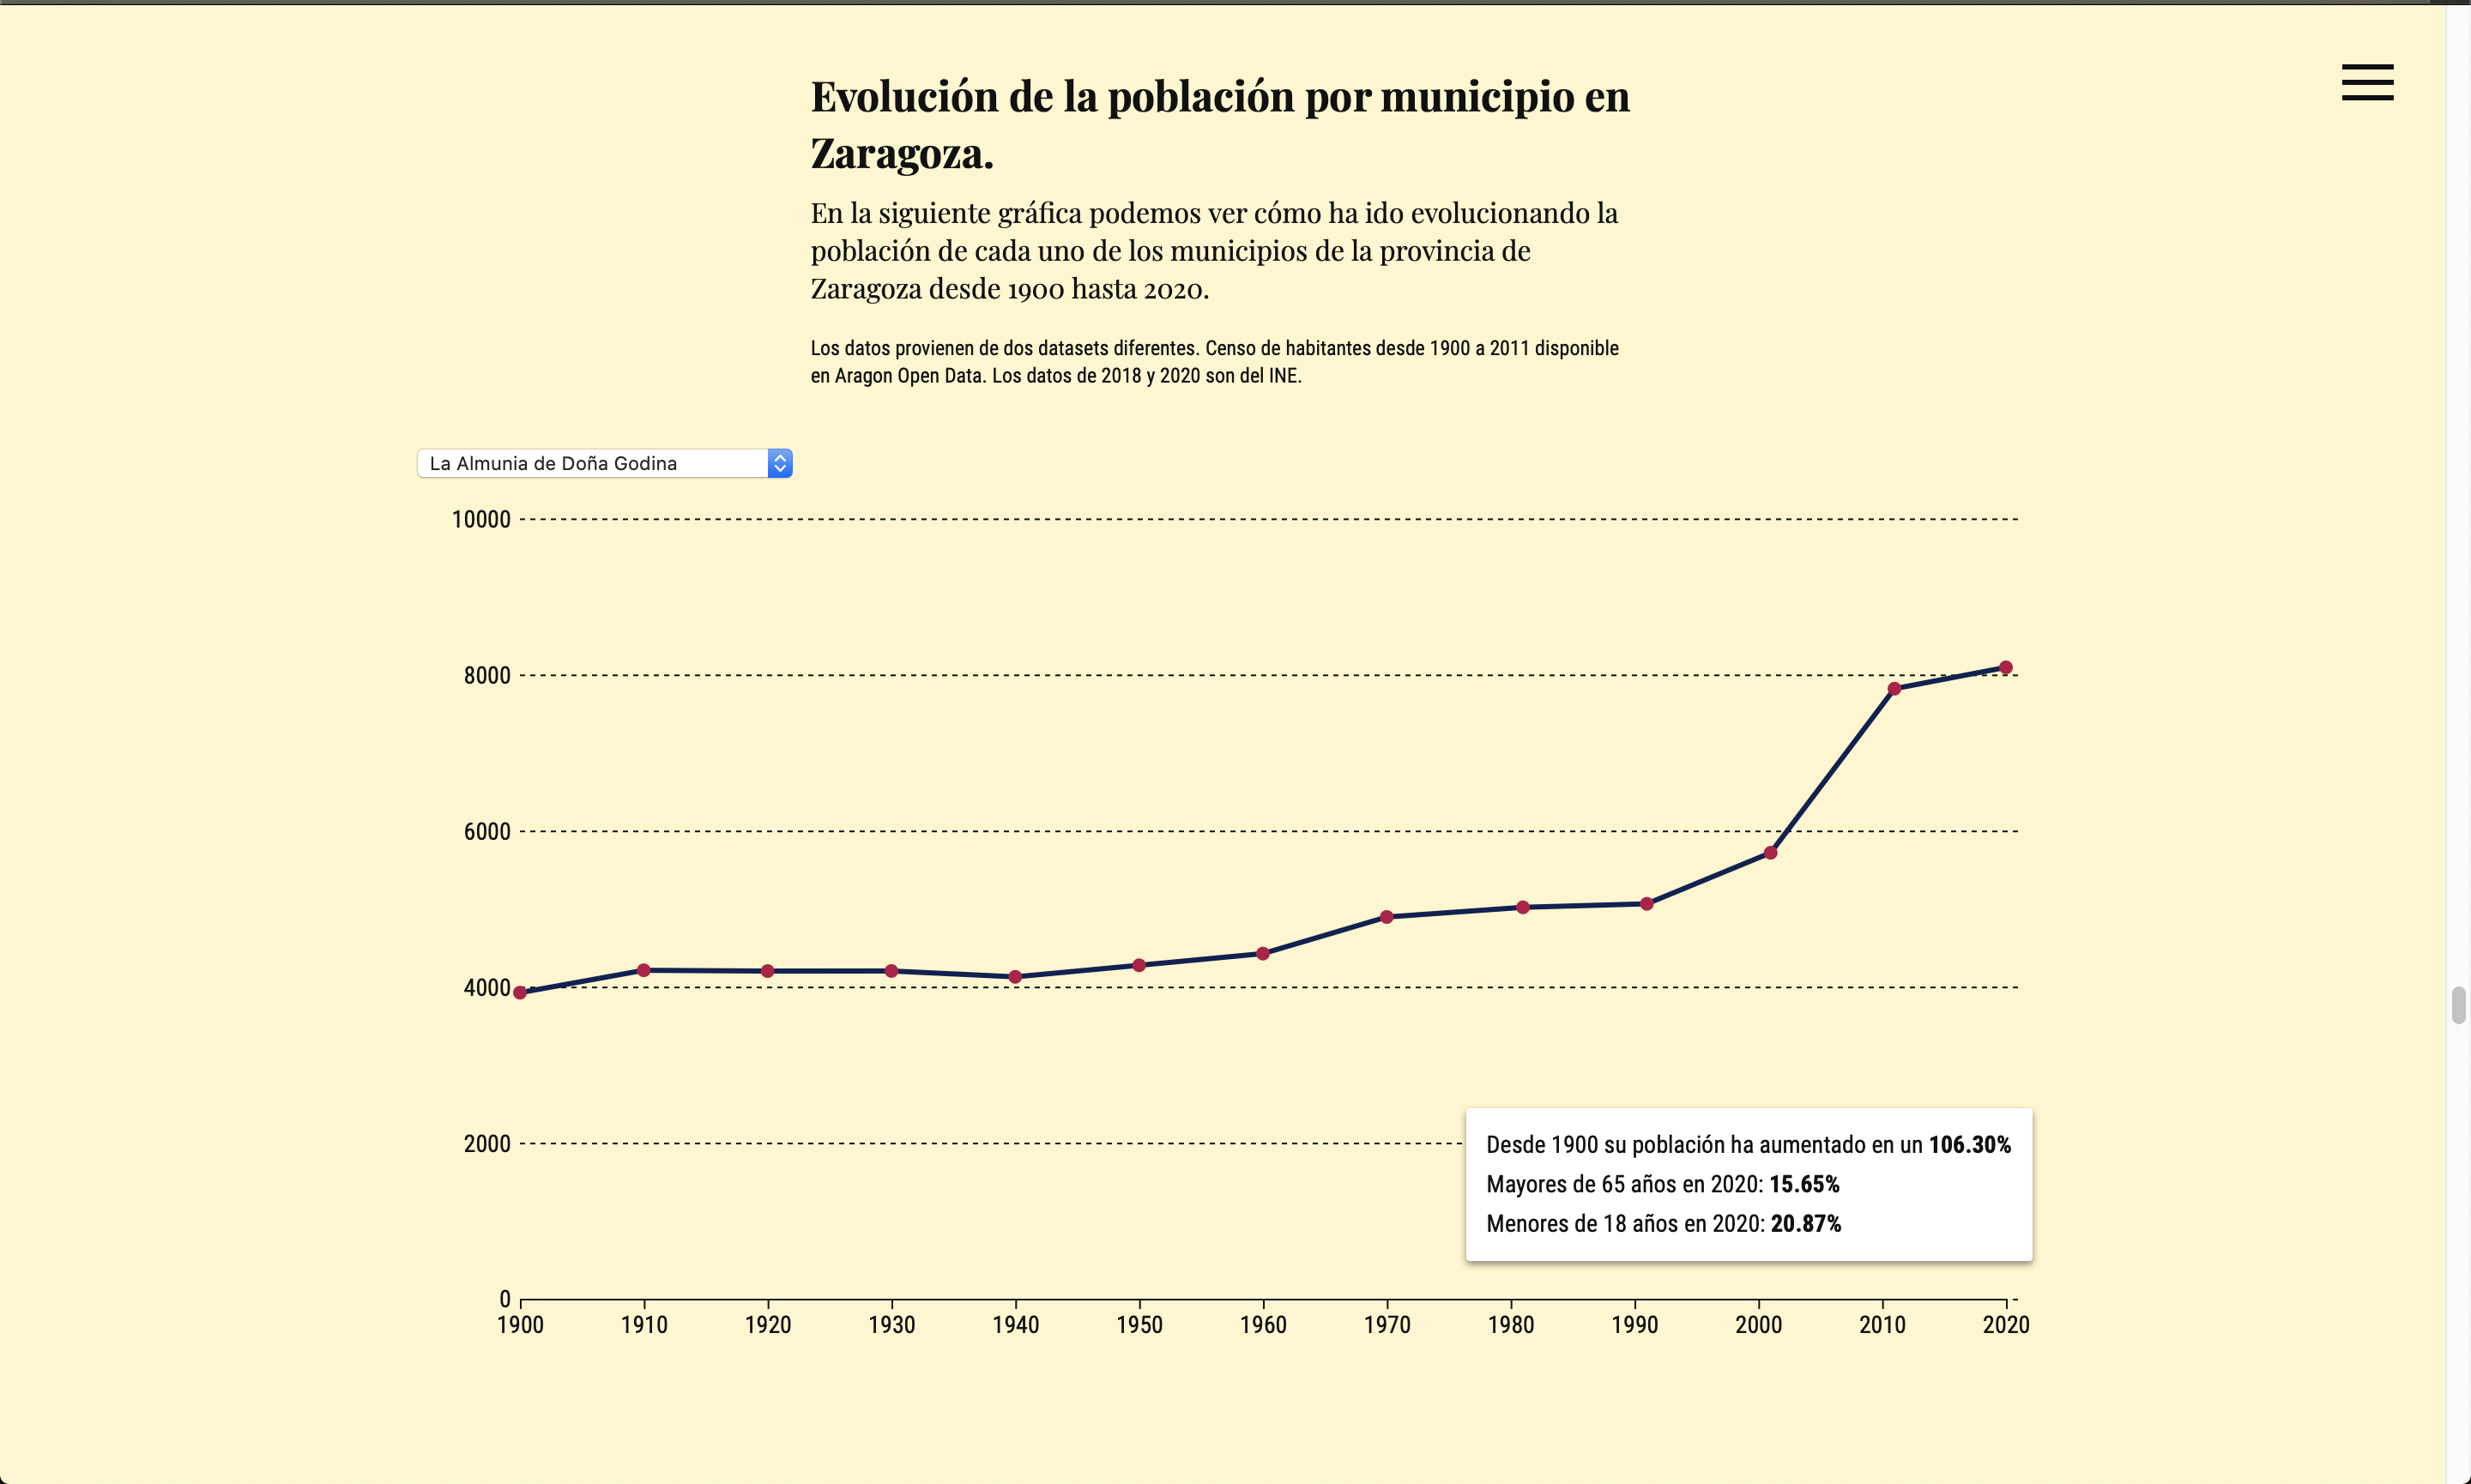 Evolución de la población por municipio en
Zaragoza.
En la siguiente gráfica podemos ver cómo ha ido evolucionando la
población de cada uno de los municipios de la provincia de
Zaragoza desde 1900 hasta 2020.
Los datos provienen de dos datasets diferentes. Censo de habitantes desde 1900 a 2011 disponible
en Aragon Open Data. Los datos de 2018 y 2020 son del INE.
La Almunia de Doña Godina
10000
8000
6000
4000
2000
0
Desde 1900 su población ha aumentado en un 106.30%
Mayores de 65 años en 2020: 15.65%
Menores de 18 años en 2020: 20.87%
1900 1910 1920 1930 1940 1950 1960 1970 1980 1990 2000 2010 2020